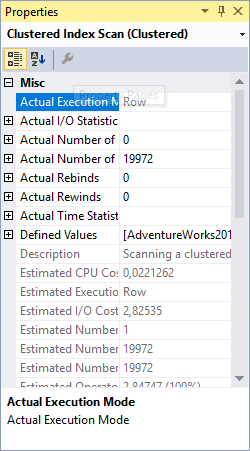 Properties
Clustered Index Scan (Clustered)
Property Pages
Misc
Actual Execution M Row
Actual I/O Statistic
Actual Number of 0
Actual Number of 19972
Actual Rebinds 0
Actual Rewinds 0
Actual Time Statist
Defined Values [AdventureWorks201
Description Scanning a clustered
Estimated CPU Cos 0,0221262
Estimated Execution Row
Estimated I/O Cost 2,82535
Estimated Number 1
Estimated Number 19972
Estimated Number 19972
Estimated Operato 2,84747 (100%)
Actual Execution Mode
Actual Execution Mode